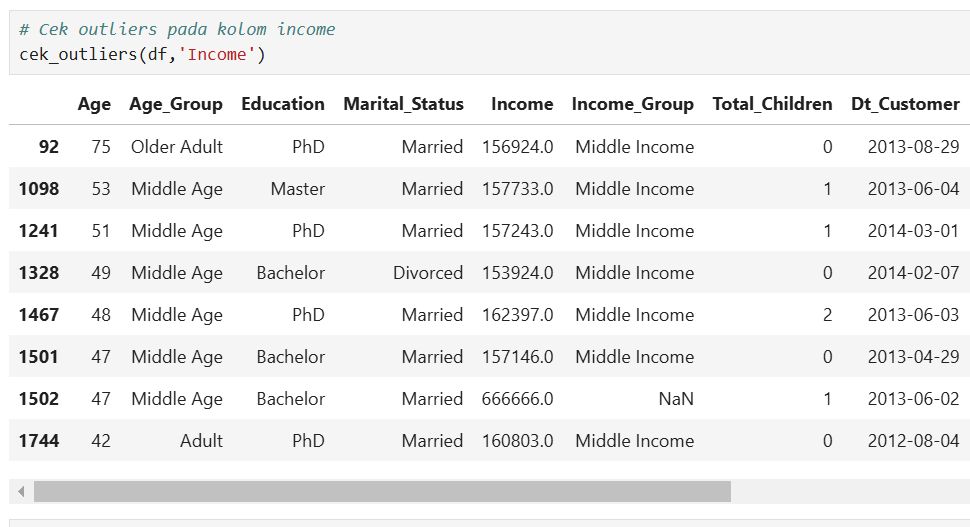 # Cek outliers pada kolom income
cek_outliers(df,'Income')
Age Age_Group Education Marital_Status Income Income_Group Total_Children Dt_Customer
92 75 Older Adult PhD Married 156924.0 Middle Income 0 2013-08-29
1098 53 Middle Age Master Married 157733.0 Middle Income 1 2013-06-04
1241 51 Middle Age PhD Married 157243.0 Middle Income 1 2014-03-01
1328 49 Middle Age Bachelor Divorced 153924.0 Middle Income 0 2014-02-07
1467 48 Middle Age PhD Married 162397.0 Middle Income 2 2013-06-03
1501 47 Middle Age Bachelor Married 157146.0 Middle Income 0 2013-04-29
1502 47 Middle Age Bachelor Married 666666.0 NaN 1 2013-06-02
1744 42 Adult PhD Married 160803.0 Middle Income 0 2012-08-04